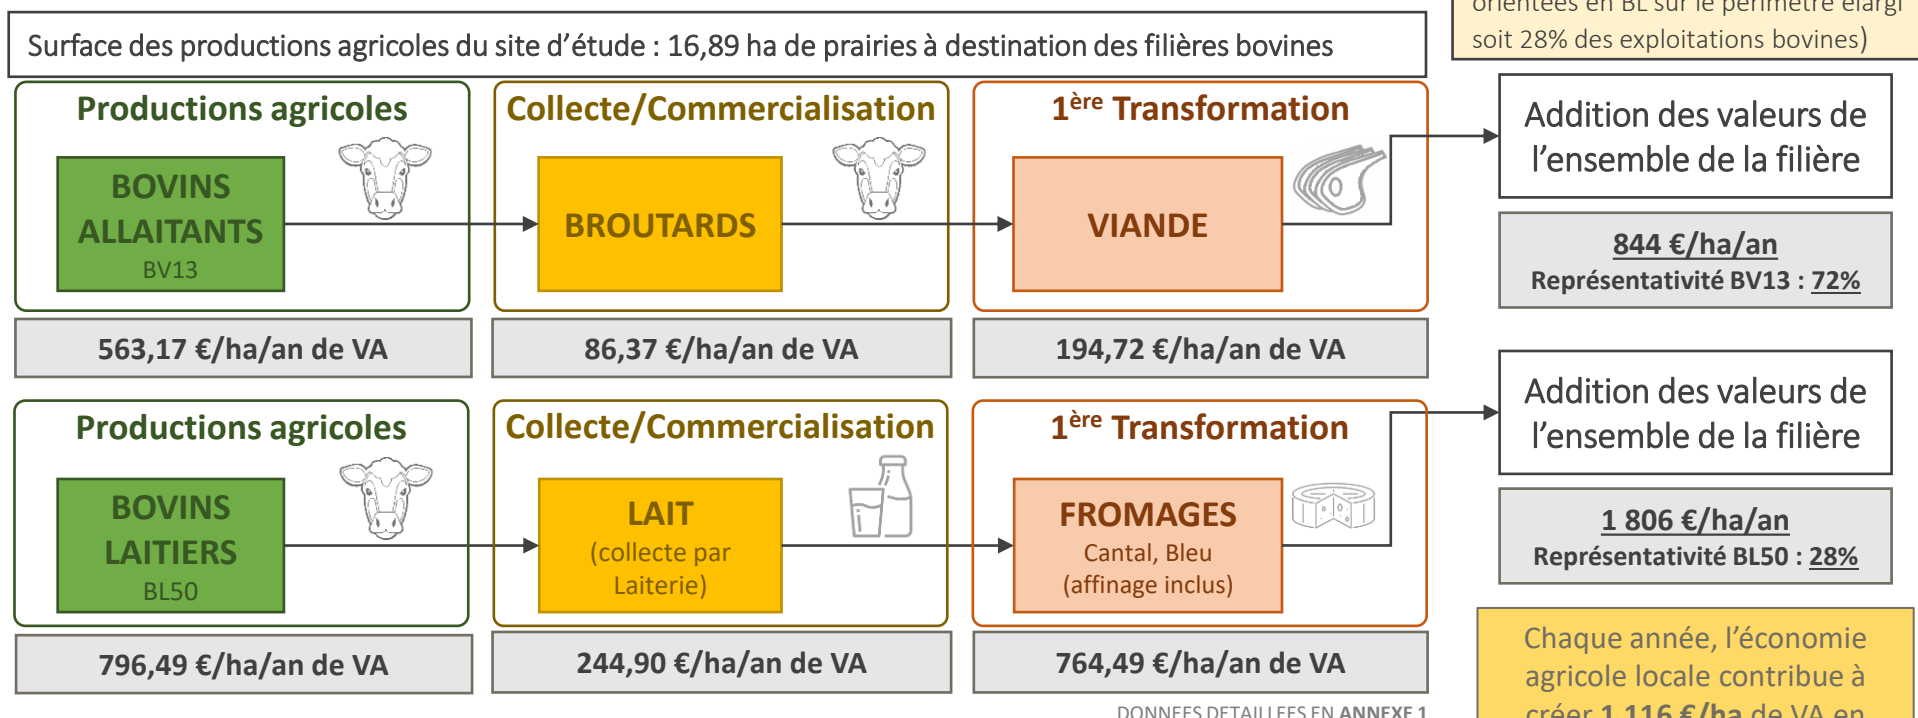 orientées en BL sur le périmètre élargi
soit 28% des exploitations bovines)
Surface des productions agricoles du site d'étude : 16,89 ha de prairies à destination des filières bovines
Productions agricoles
BOVINS
ALLAITANTS
BV13
563,17 €/ha/an de VA
Collecte/Commercialisation
BROUTARDS
86,37 €/ha/an de VA
1ère Transformation
VIANDE
194,72 €/ha/an de VA
Addition des valeurs de
l'ensemble de la filière
844 €/ha/an
Représentativité BV13 : 72%
Productions agricoles
BOVINS
LAITIERS
BL50
796,49 €/ha/an de VA
Collecte/Commercialisation
LAIT
(collecte par
Laiterie)
244,90 €/ha/an de VA
1ère Transformation
FROMAGES
Cantal, Bleu
(affinage inclus)
764,49 €/ha/an de VA
Addition des valeurs de
l'ensemble de la filière
1 806 €/ha/an
Représentativité BL50 : 28%
DONNEES DETAILLEES EN ANNEXE 1
Chaque année, l'économie
agricole locale contribue à
créer 1 116 €/ha de VA en